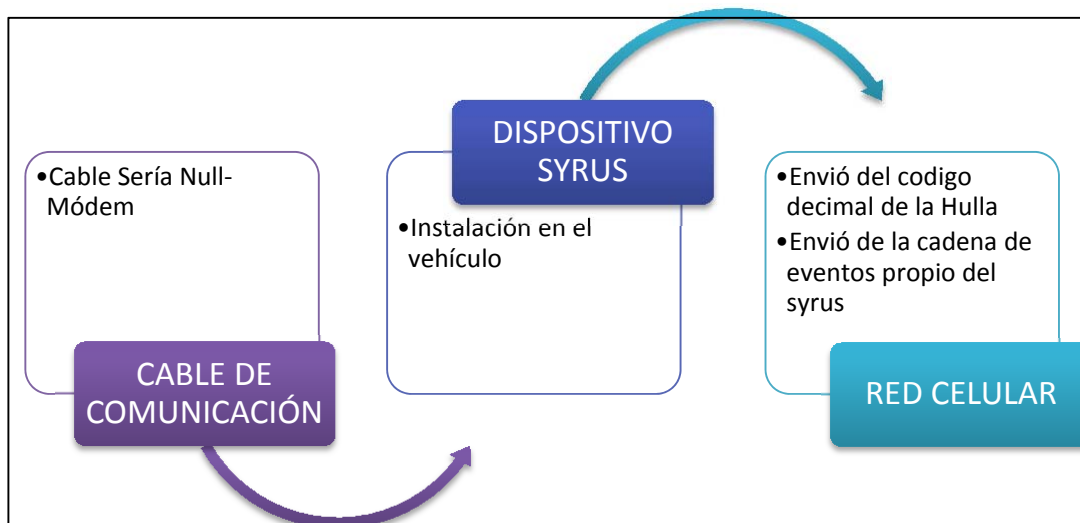 •Cable Sería Null-
Módem
CABLE DE
COMUNICACIÓN
DISPOSITIVO
SYRUS
•Instalación en el
vehículo
•Envió del codigo
decimal de la Hulla
•Envió de la cadena de
eventos propio del
syrus
RED CELULAR